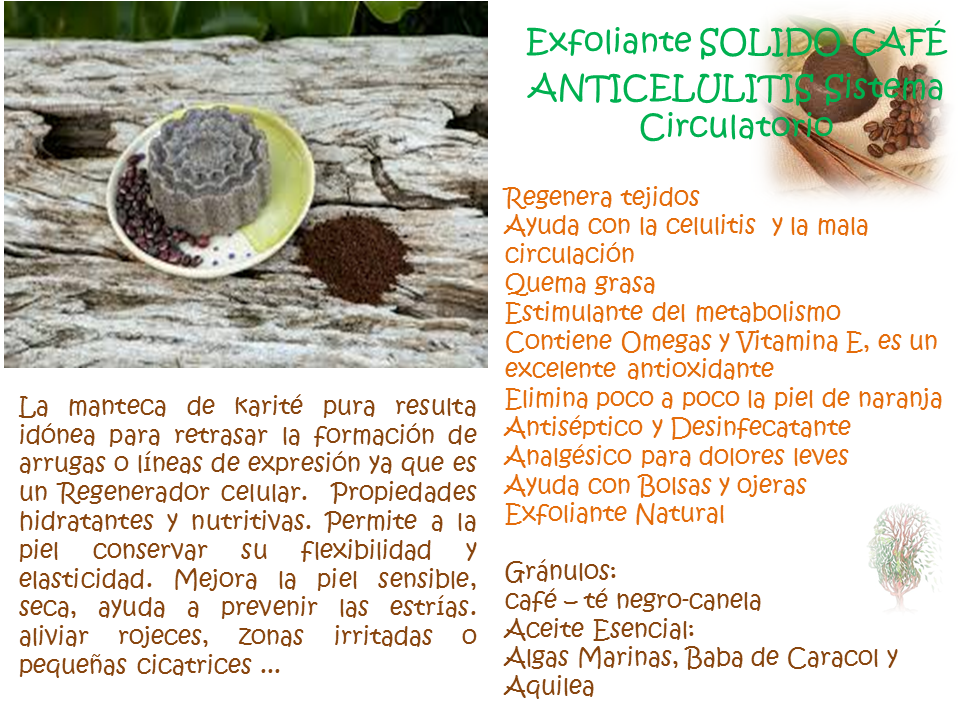 Exfoliante SOLIDO CAFÉ
ANTICELULITIS Sistema
Circulatorio
Regenera tejidos
Ayuda con la celulitis y la mala
circulación
Quema grasa
Estimulante del metabolismo
Contiene Omegas y Vitamina E, es un
excelente antioxidante
Elimina poco a poco la piel de naranja
Antiséptico y Desinfecatante
Analgésico para dolores leves
Ayuda con Bolsas y ojeras
Exfoliante Natural
Gránulos:
café – té negro-canela
Aceite Esencial:
Algas Marinas, Baba de Caracol y
Aquilea
La manteca de karité pura resulta
idónea para retrasar la formación de
arrugas o líneas de expresión ya que es
un Regenerador celular. Propiedades
hidratantes y nutritivas. Permite a la
piel conservar su flexibilidad y
elasticidad. Mejora la piel sensible,
seca, ayuda a prevenir las estrías.
aliviar rojeces, zonas irritadas o
pequeñas cicatrices ...